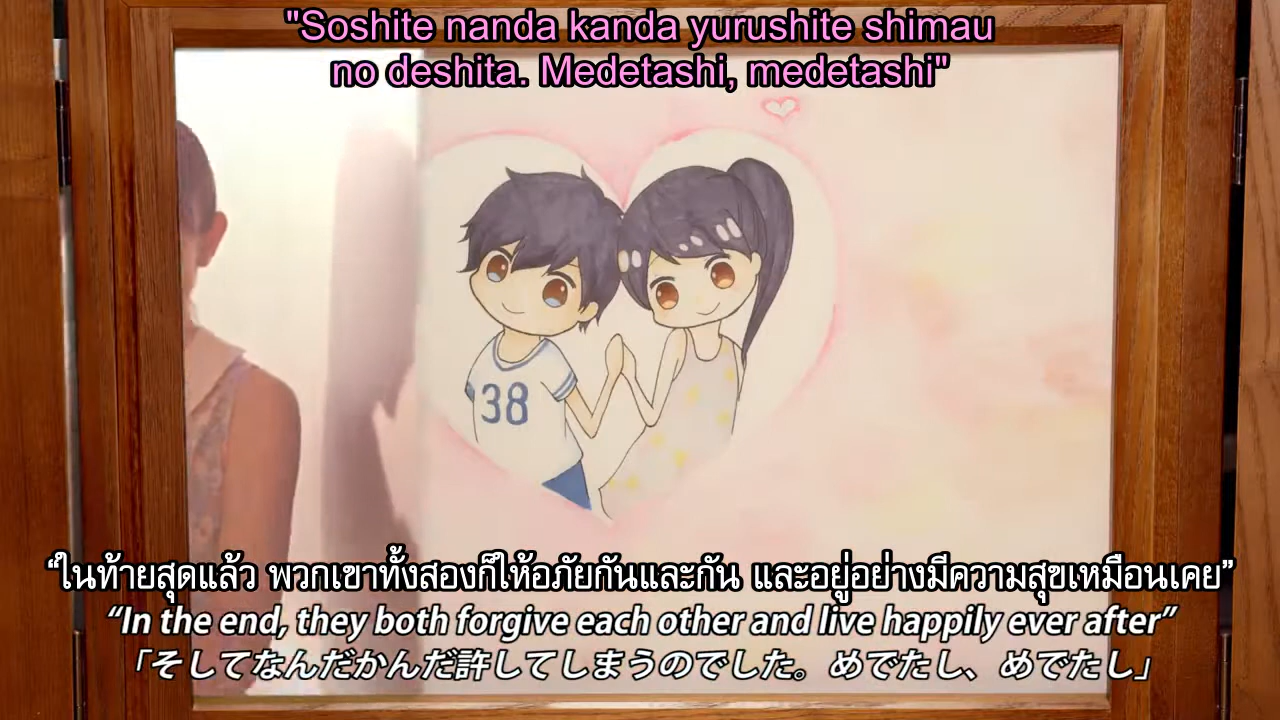 "Soshite nanda kanda yurushite shimau
no deshita. Medetashi, medetashi"
38
“ในท้ายสุดแล้ว พวกเขาทั้งสองก็ให้อภัยกันและกัน และอยู่อย่างมีความสุขเหมือนเคย”
“In the end, they both forgive each other and live happily ever after”
「そしてなんだかんだ許してしまうのでした。めでたし、めでたし」